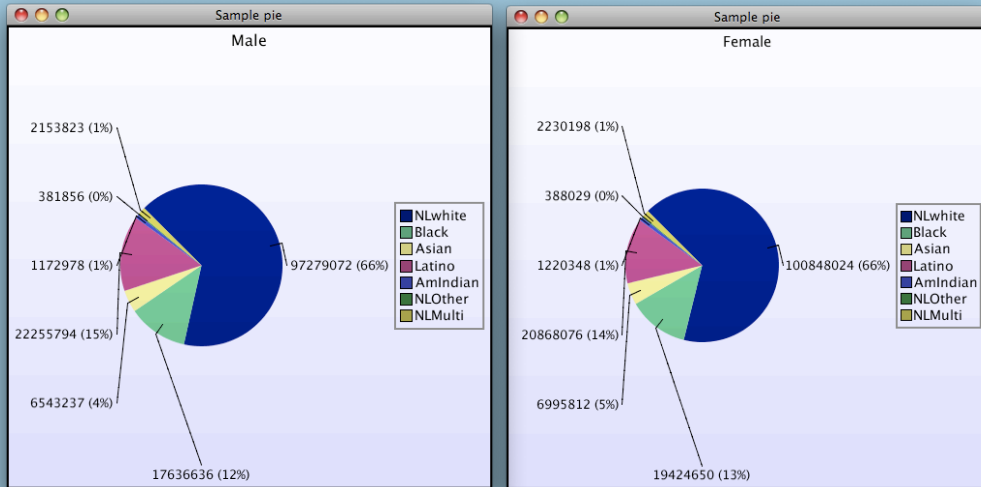 Sample pie
Male
2153823 (1%)
381856 (0%)
1172978 (1%)
22255794 (15%)
6543237 (4%)
17636636 (12%)
97279072 (66%)
NLwhite
Black
Asian
Latino
AmIndian
NLOther
NLMulti
Sample pie
Female
2230198 (1%)
388029 (0%)
1220348 (1%)
20868076 (14%)
6995812 (5%)
19424650 (13%)
100848024 (66%)
NLwhite
Black
Asian
Latino
AmIndian
NLOther
NLMulti